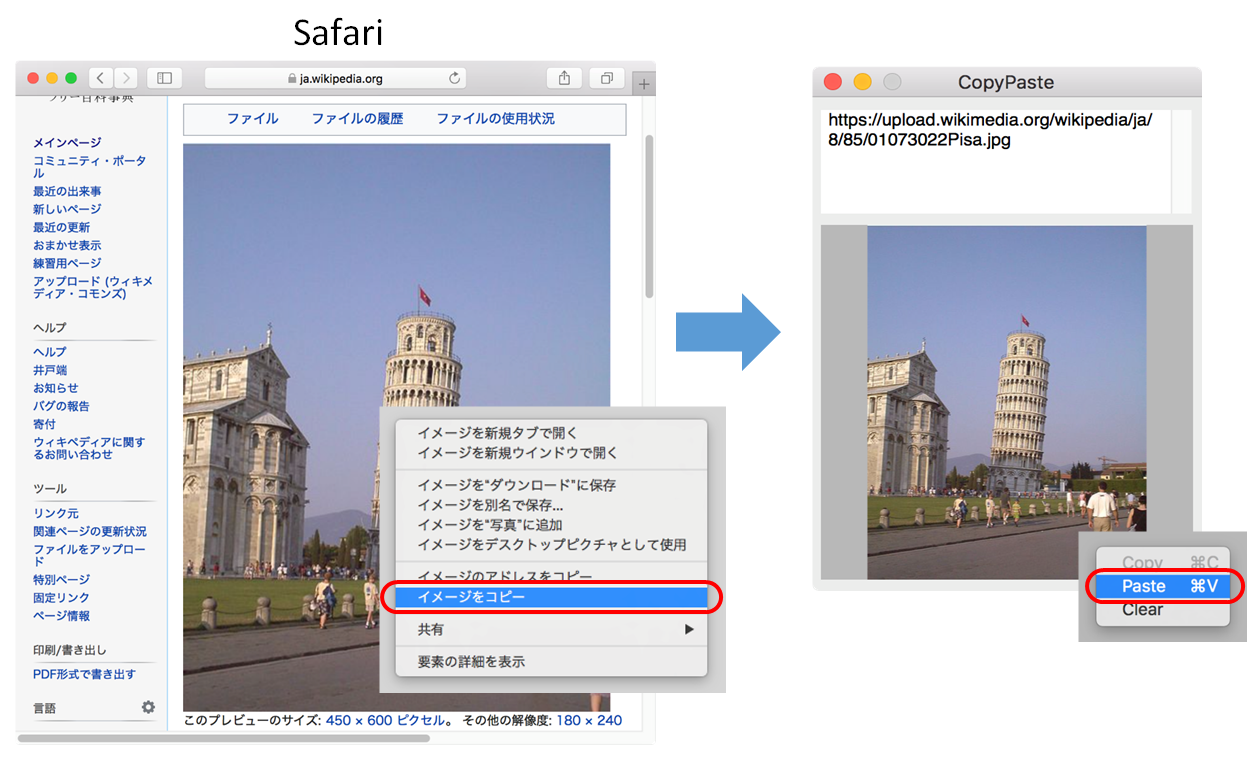 Safari
ja.wikipedia.org
フリー百科事典
メインページ
コミュニティ・ポータ
ル
最近の出来事
新しいページ
最近の更新
おまかせ表示
練習用ページ
アップロード (ウィキメ
ディア・コモンズ)
ヘルプ
ヘルプ
井戸端
お知らせ
バグの報告
寄付
ウィキペディアに関す
るお問い合わせ
ツール
リンク元
関連ページの更新状況
ファイルをアップロー
ド
特別ページ
固定リンク
ページ情報
印刷/書き出し
PDF形式で書き出す
言語
ファイル ファイルの履歴 ファイルの使用状況
イメージを新規タブで開く
イメージを新規ウインドウで開く
イメージを"ダウンロード"に保存
イメージを別名で保存...
イメージを"写真"に追加
イメージをデスクトップピクチャとして使用
イメージのアドレスをコピー
イメージをコピー
共有
要素の詳細を表示
このプレビューのサイズ: 450 × 600 ピクセル。 その他の解像度: 180 × 240
CopyPaste
https://upload.wikimedia.org/wikipedia/ja/
8/85/01073022Pisa.jpg
Copy ⌘C
Paste ⌘V
Clear